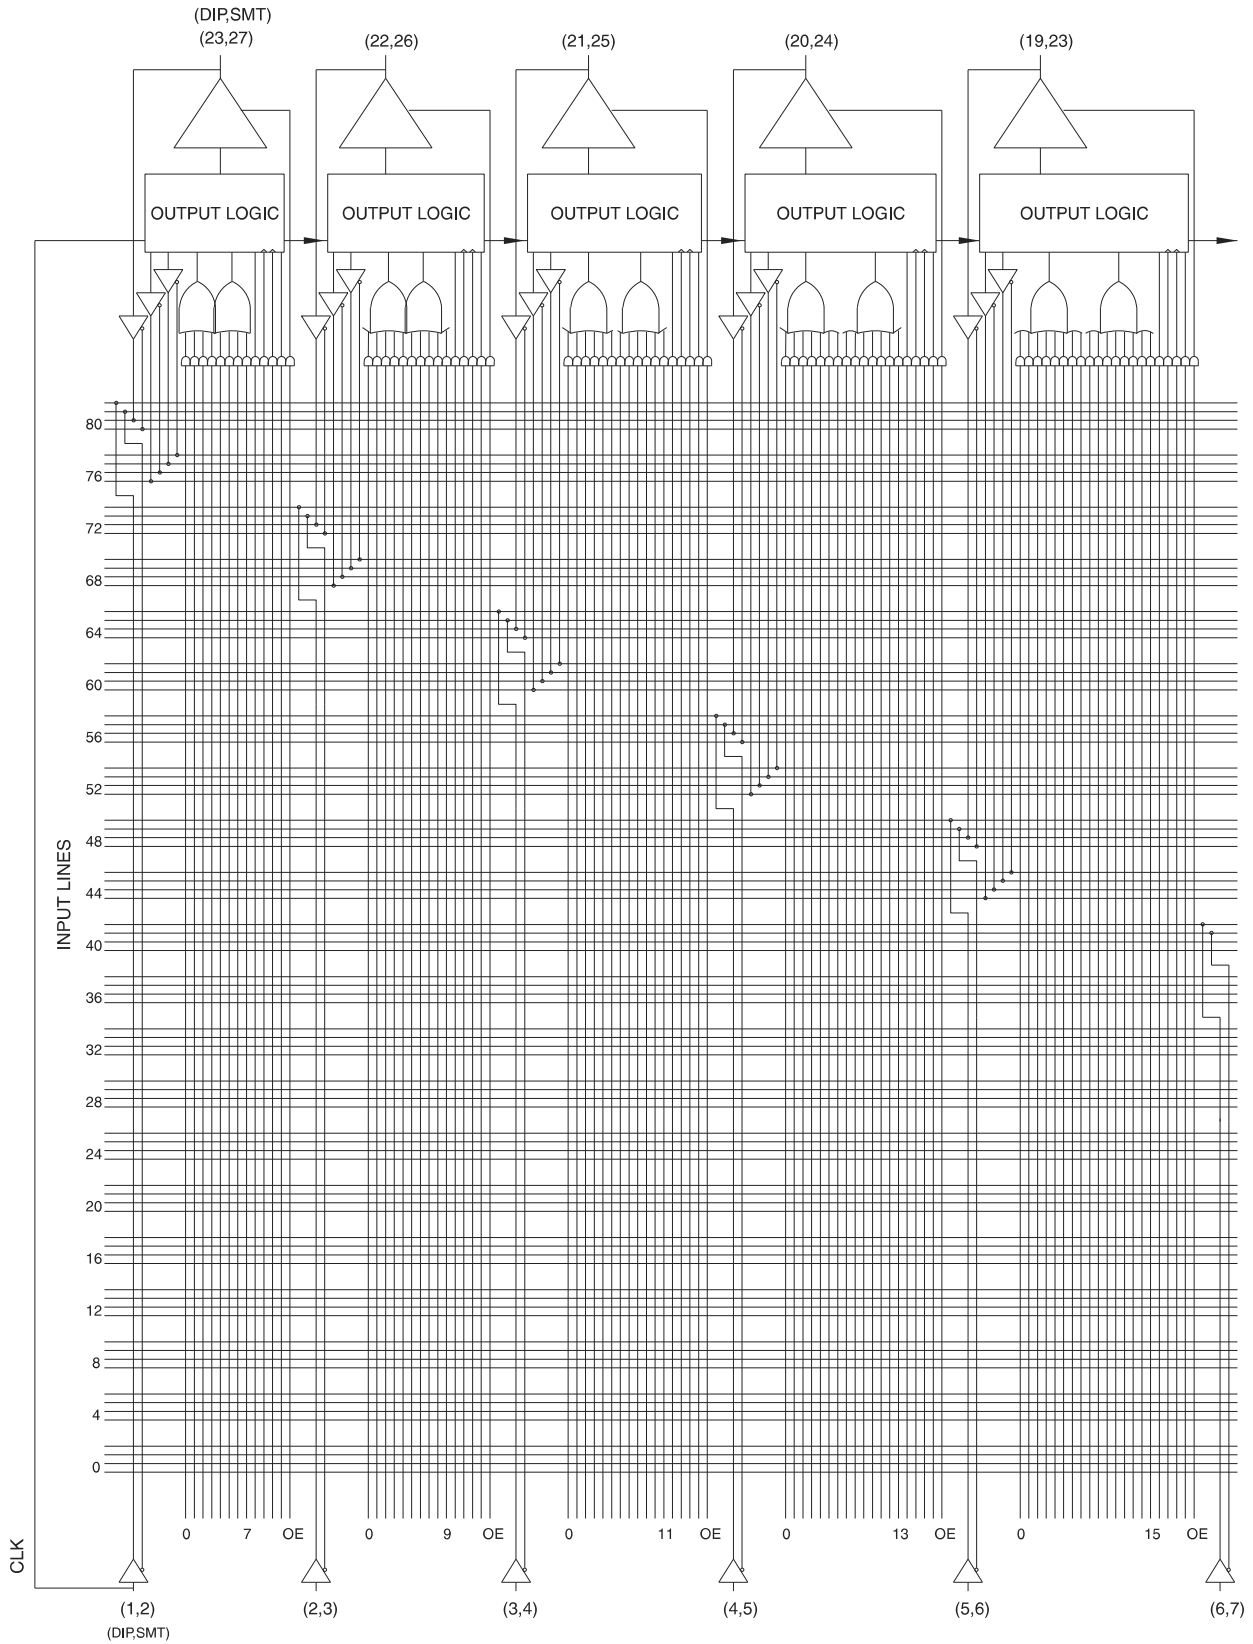 (DIP,SMT)
(23,27) (22,26) (21,25) (20,24) (19,23)
OUTPUT LOGIC OUTPUT LOGIC OUTPUT LOGIC OUTPUT LOGIC OUTPUT LOGIC
80
76
72
68
64
60
56
52
48
44
40
36
32
28
24
20
16
12
8
4
0
INPUT LINES
0 7 OE 0 9 OE 0 11 OE 0 13 OE 0 15 OE
CLK
(1,2) (2,3) (3,4) (4,5) (5,6) (6,7)
(DIP,SMT)